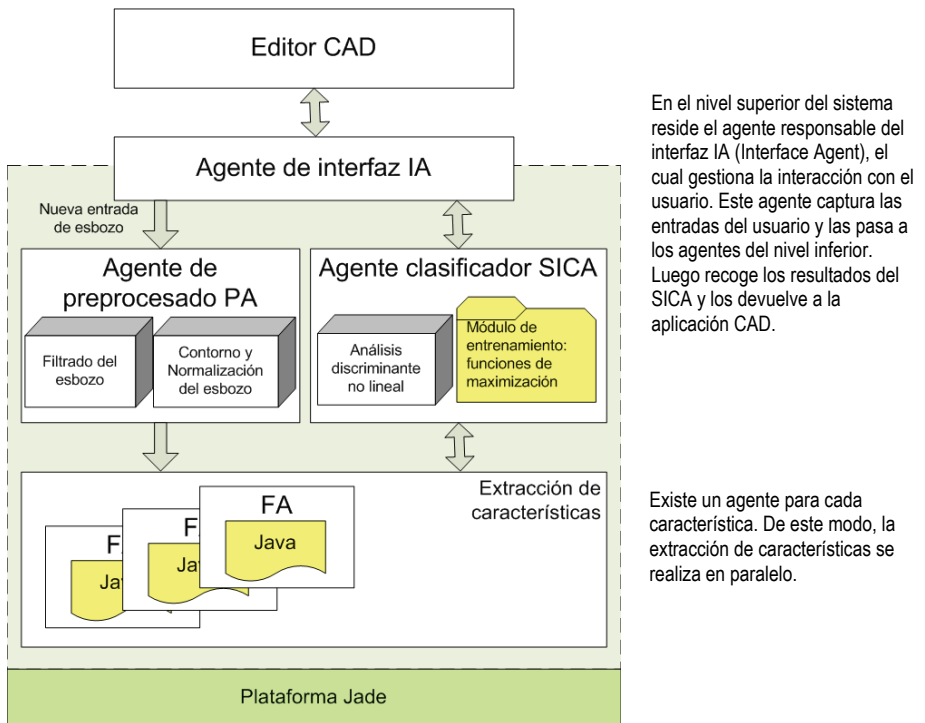 Editor CAD
Agente de interfaz IA
Nueva entrada
de esbozo
Agente de
preprocesado PA
Filtrado del
esbozo
Contorno y
Normalización
del esbozo
Agente clasificador SICA
Análisis
discriminante
no lineal
Módulo de
entrenamiento:
funciones de
maximización
Extracción de
características
FA
Java
F
Ja
F
Ja
Plataforma Jade
En el nivel superior del sistema
reside el agente responsable del
interfaz IA (Interface Agent), el
cual gestiona la interacción con el
usuario. Este agente captura las
entradas del usuario y las pasa a
los agentes del nivel inferior.
Luego recoge los resultados del
SICA y los devuelve a la
aplicación CAD.
Existe un agente para cada
característica. De este modo, la
extracción de características se
realiza en paralelo.